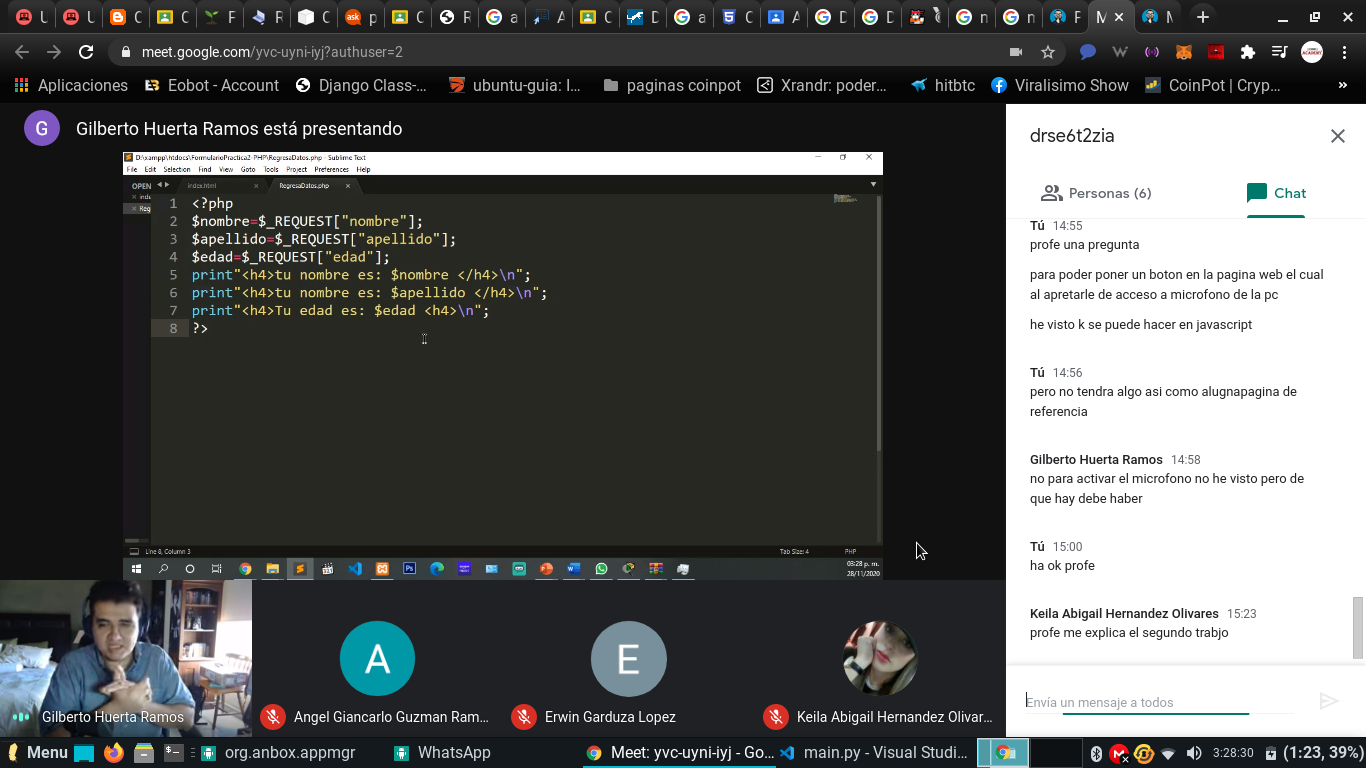 U
C
C
F
R
C
ask p
C
C
R
a
A
C
D
a
C
A
D
D
n
n
F
M
M
meet.google.com/yvc-uyni-iyj?authuser=2
Aplicaciones
Eobot - Account
Django Class-...
ubuntu-guia: I...
paginas coinpot
Xrandr: poder...
hitbtc
Viralisimo Show
CoinPot | Cryp...
»
G
Gilberto Huerta Ramos está presentando
D:\xampp\htdocs\FormularioPractica2-PHP\RegresaDatos.php - Sublime Text
File Edit Selection Find View Goto Tools Project Preferences Help
OPEN
index.html
RegresaDatos.php
inde
Reg
1 <?php
2 $nombre=$_REQUEST["nombre"];
3 $apellido=$_REQUEST["apellido"];
4 $edad=$_REQUEST["edad"];
5 print"<h4>tu nombre es: $nombre </h4>\n";
6 print"<h4>tu nombre es: $apellido </h4>\n";
7 print"<h4>Tu edad es: $edad <h4>\n";
8 ?>
Line 8, Column 3
Tab Size: 4
PHP
03:28 p. m.
28/11/2020
Gilberto Huerta Ramos
A
Angel Giancarlo Guzman Ram...
E
Erwin Garduza Lopez
Keila Abigail Hernandez Olivar...
drse6t2zia
Personas (6)
Chat
Tú 14:55
profe una pregunta
para poder poner un boton en la pagina web el cual
al apretarle de acceso a microfono de la pc
he visto k se puede hacer en javascript
Tú 14:56
pero no tendra algo asi como alugnapagina de
referencia
Gilberto Huerta Ramos 14:58
no para activar el microfono no he visto pero de
que hay debe haber
Tú 15:00
ha ok profe
Keila Abigail Hernandez Olivares 15:23
profe me explica el segundo trabjo
Envía un mensaje a todos
Menu
org.anbox.appmgr
WhatsApp
Meet: yvc-uyni-iyj - Go...
main.py - Visual Studi...
3:28:30
(1:23, 39%)